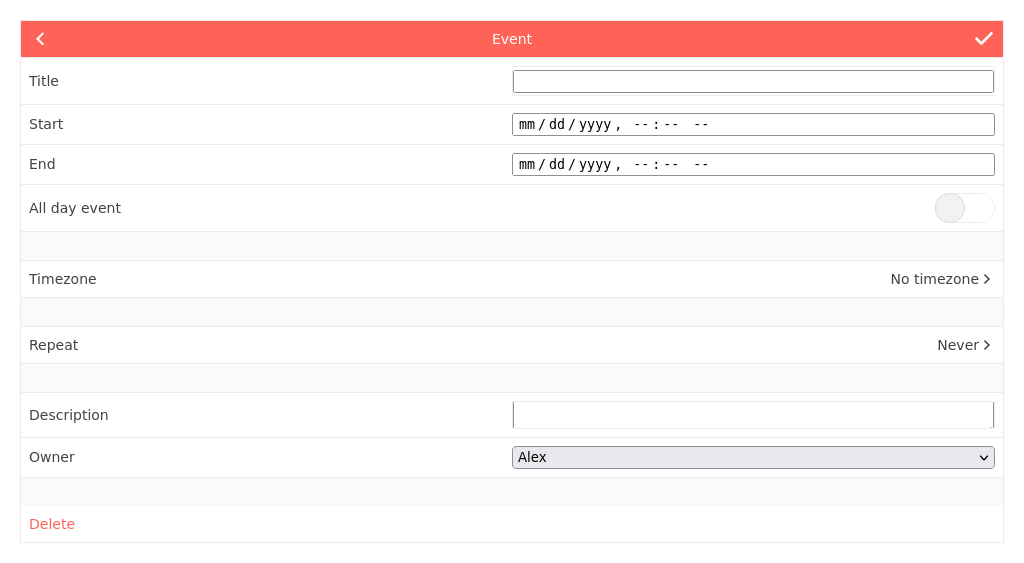 Event
Title
Start mm/dd/yyyy, --:-- --
End mm/dd/yyyy, --:-- --
All day event
Timezone No timezone
Repeat Never
Description
Owner Alex
Delete